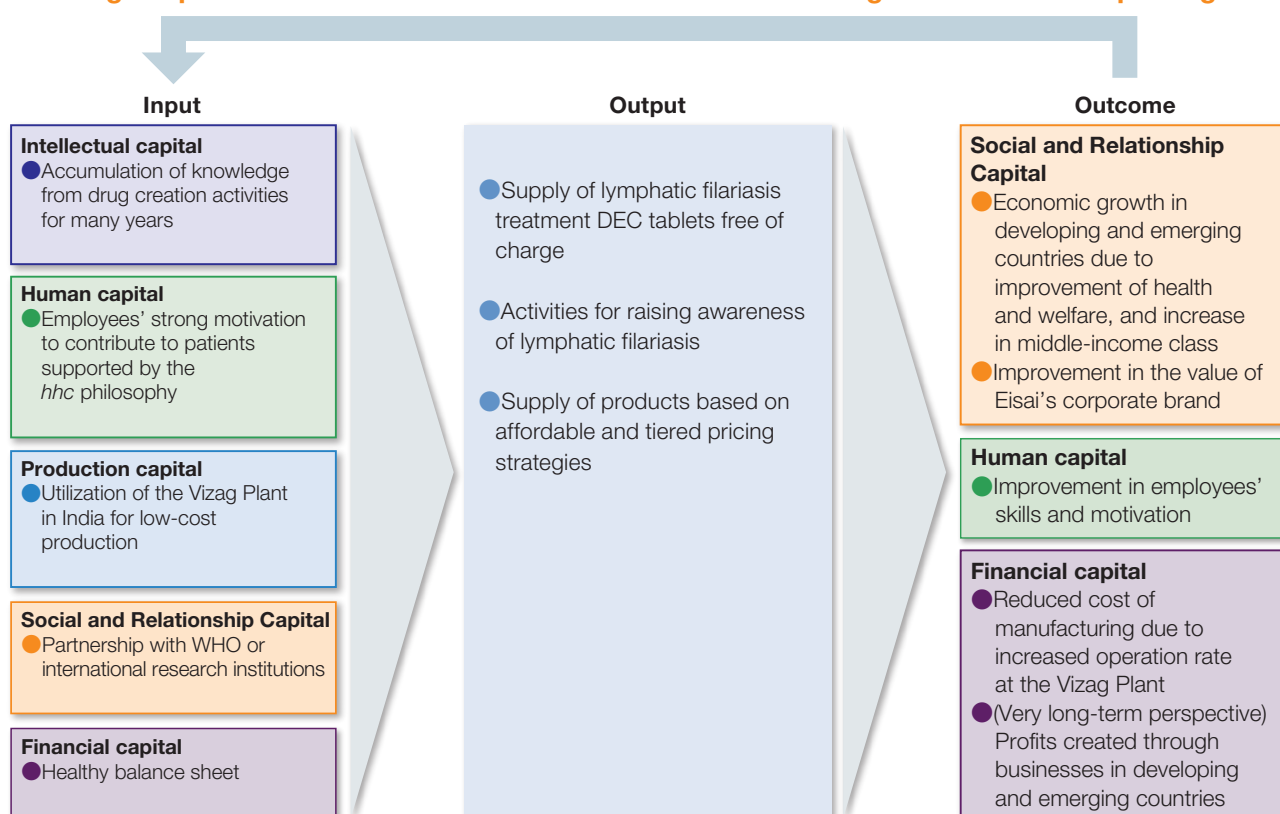 Input
Intellectual capital
●Accumulation of knowledge
from drug creation activities
for many years
Human capital
●Employees’ strong motivation
to contribute to patients
supported by the
hhc philosophy
Production capital
●Utilization of the Vizag Plant
in India for low-cost
production
Social and Relationship Capital
●Partnership with WHO or
international research institutions
Financial capital
●Healthy balance sheet
Output
●Supply of lymphatic filariasis
treatment DEC tablets free of
charge
●Activities for raising awareness
of lymphatic filariasis
●Supply of products based on
affordable and tiered pricing
strategies
Outcome
Social and Relationship
Capital
●Economic growth in
developing and emerging
countries due to
improvement of health
and welfare, and increase
in middle-income class
●Improvement in the value of
Eisai’s corporate brand
Human capital
●Improvement in employees’
skills and motivation
Financial capital
●Reduced cost of
manufacturing due to
increased operation rate
at the Vizag Plant
●(Very long-term perspective)
Profits created through
businesses in developing
and emerging countries